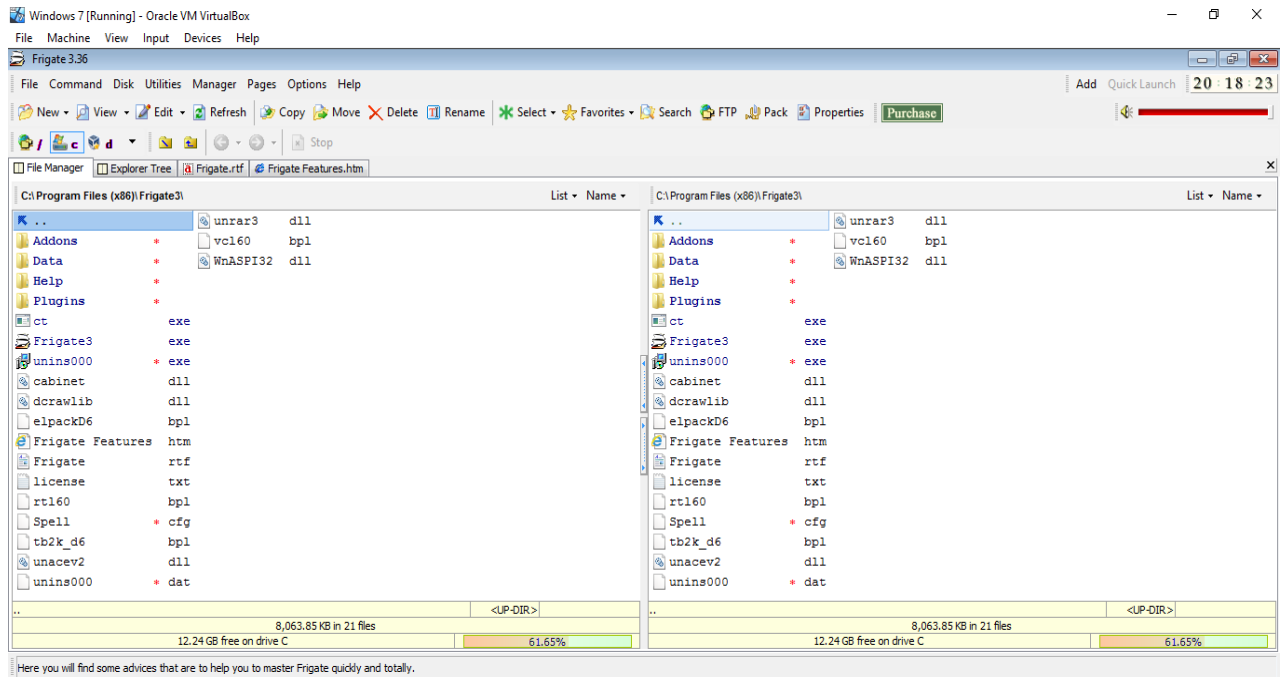 Windows 7 [Running] - Oracle VM VirtualBox
File Machine View Input Devices Help
Frigate 3.36
File Command Disk Utilities Manager Pages Options Help Add Quick Launch 20:18:23
New View Edit Refresh Copy Move Delete Rename Select Favorites Search FTP Pack Properties Purchase
/ c d Stop
File Manager Explorer Tree Frigate.rtf Frigate Features.htm
C:\Program Files (x86)\Frigate3\ List Name
..
Addons *
Data *
Help *
Plugins *
ct exe
Frigate3 exe
unins000 * exe
cabinet dll
dcrawlib dll
elpackD6 bpl
Frigate Features htm
Frigate rtf
license txt
rtl60 bpl
Spell * cfg
tb2k_d6 bpl
unacev2 dll
unins000 * dat
unrar3 dll
vcl60 bpl
WnASPI32 dll
.. <UP-DIR>
8,063.85 KB in 21 files
12.24 GB free on drive C 61.65%
C:\Program Files (x86)\Frigate3\ List Name
..
Addons *
Data *
Help *
Plugins *
ct exe
Frigate3 exe
unins000 * exe
cabinet dll
dcrawlib dll
elpackD6 bpl
Frigate Features htm
Frigate rtf
license txt
rtl60 bpl
Spell * cfg
tb2k_d6 bpl
unacev2 dll
unins000 * dat
unrar3 dll
vcl60 bpl
WnASPI32 dll
.. <UP-DIR>
8,063.85 KB in 21 files
12.24 GB free on drive C 61.65%
Here you will find some advices that are to help you to master Frigate quickly and totally.